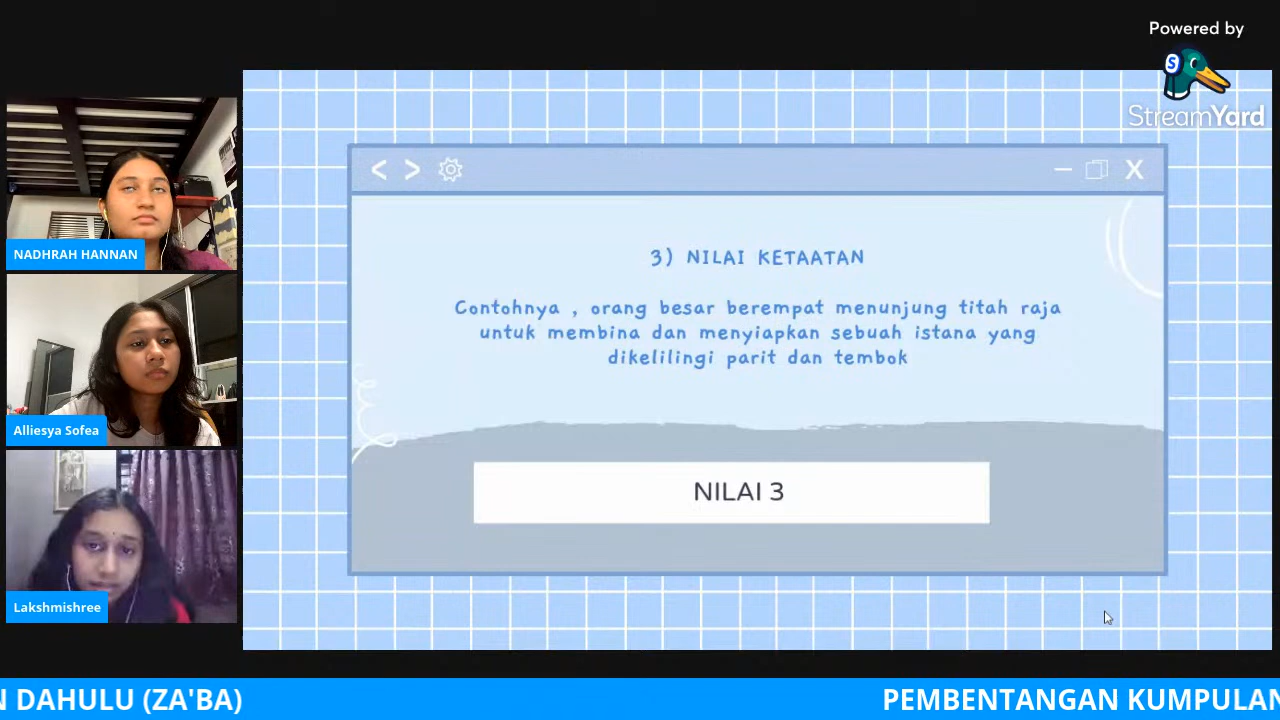 Powered by
StreamYard
NADHRAH HANNAN
Alliesya Sofea
Lakshmishree
3) NILAI KETAATAN
Contohnya , orang besar berempat menunjung titah raja
untuk membina dan menyiapkan sebuah istana yang
dikelilingi parit dan tembok
NILAI 3
N DAHULU (ZA'BA)
PEMBENTANGAN KUMPULAN